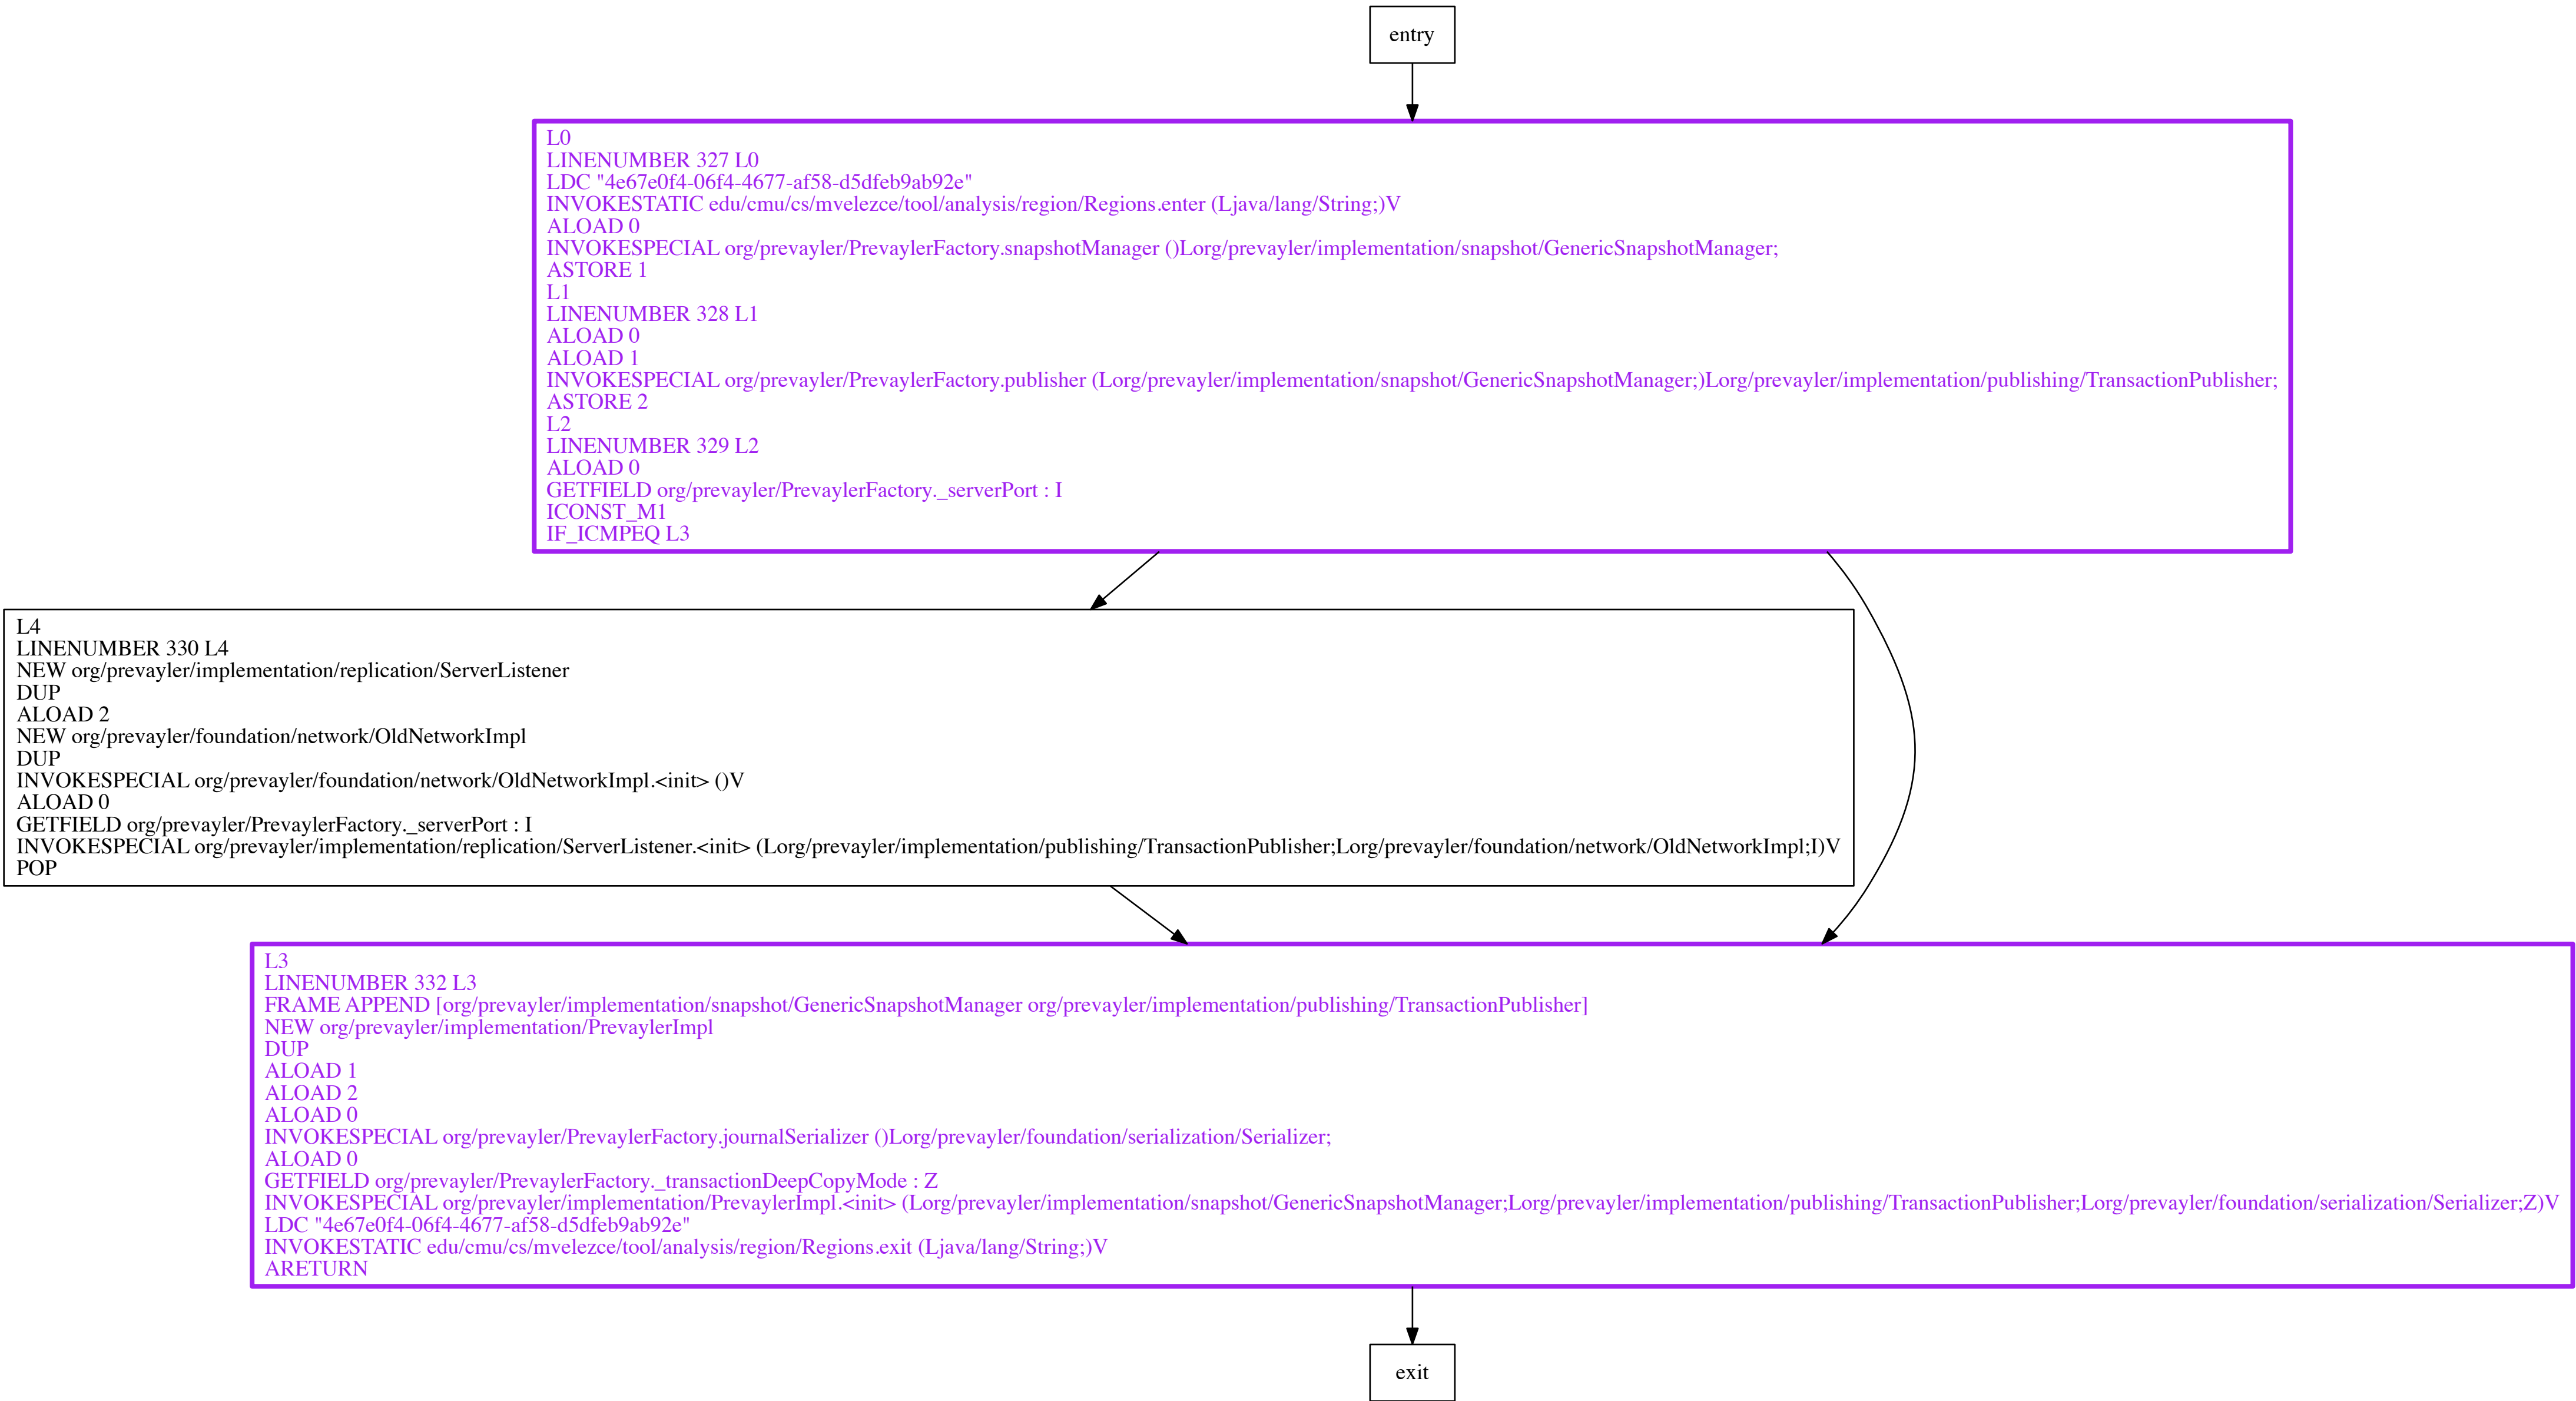 entry
L0
LINENUMBER 327 L0
LDC "4e67e0f4-06f4-4677-af58-d5dfeb9ab92e"
INVOKESTATIC edu/cmu/cs/mvelezce/tool/analysis/region/Regions.enter (Ljava/lang/String;)V
ALOAD 0
INVOKESPECIAL org/prevayler/PrevaylerFactory.snapshotManager ()Lorg/prevayler/implementation/snapshot/GenericSnapshotManager;
ASTORE 1
L1
LINENUMBER 328 L1
ALOAD 0
ALOAD 1
INVOKESPECIAL org/prevayler/PrevaylerFactory.publisher (Lorg/prevayler/implementation/snapshot/GenericSnapshotManager;)Lorg/prevayler/implementation/publishing/TransactionPublisher;
ASTORE 2
L2
LINENUMBER 329 L2
ALOAD 0
GETFIELD org/prevayler/PrevaylerFactory._serverPort : I
ICONST_M1
IF_ICMPEQ L3
L4
LINENUMBER 330 L4
NEW org/prevayler/implementation/replication/ServerListener
DUP
ALOAD 2
NEW org/prevayler/foundation/network/OldNetworkImpl
DUP
INVOKESPECIAL org/prevayler/foundation/network/OldNetworkImpl.<init> ()V
ALOAD 0
GETFIELD org/prevayler/PrevaylerFactory._serverPort : I
INVOKESPECIAL org/prevayler/implementation/replication/ServerListener.<init> (Lorg/prevayler/implementation/publishing/TransactionPublisher;Lorg/prevayler/foundation/network/OldNetworkImpl;I)V
POP
L3
LINENUMBER 332 L3
FRAME APPEND [org/prevayler/implementation/snapshot/GenericSnapshotManager org/prevayler/implementation/publishing/TransactionPublisher]
NEW org/prevayler/implementation/PrevaylerImpl
DUP
ALOAD 1
ALOAD 2
ALOAD 0
INVOKESPECIAL org/prevayler/PrevaylerFactory.journalSerializer ()Lorg/prevayler/foundation/serialization/Serializer;
ALOAD 0
GETFIELD org/prevayler/PrevaylerFactory._transactionDeepCopyMode : Z
INVOKESPECIAL org/prevayler/implementation/PrevaylerImpl.<init> (Lorg/prevayler/implementation/snapshot/GenericSnapshotManager;Lorg/prevayler/implementation/publishing/TransactionPublisher;Lorg/prevayler/foundation/serialization/Serializer;Z)V
LDC "4e67e0f4-06f4-4677-af58-d5dfeb9ab92e"
INVOKESTATIC edu/cmu/cs/mvelezce/tool/analysis/region/Regions.exit (Ljava/lang/String;)V
ARETURN
exit